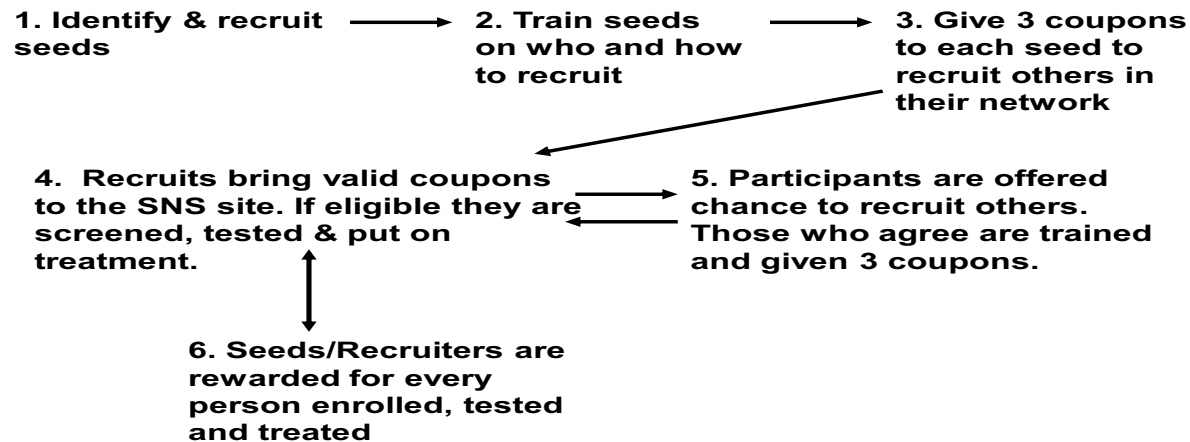 1. Identify & recruit
seeds
2. Train seeds
on who and how
to recruit
3. Give 3 coupons
to each seed to
recruit others in
their network
4. Recruits bring valid coupons
to the SNS site. If eligible they are
screened, tested & put on
treatment.
5. Participants are offered
chance to recruit others.
Those who agree are trained
and given 3 coupons.
6. Seeds/Recruiters are
rewarded for every
person enrolled, tested
and treated